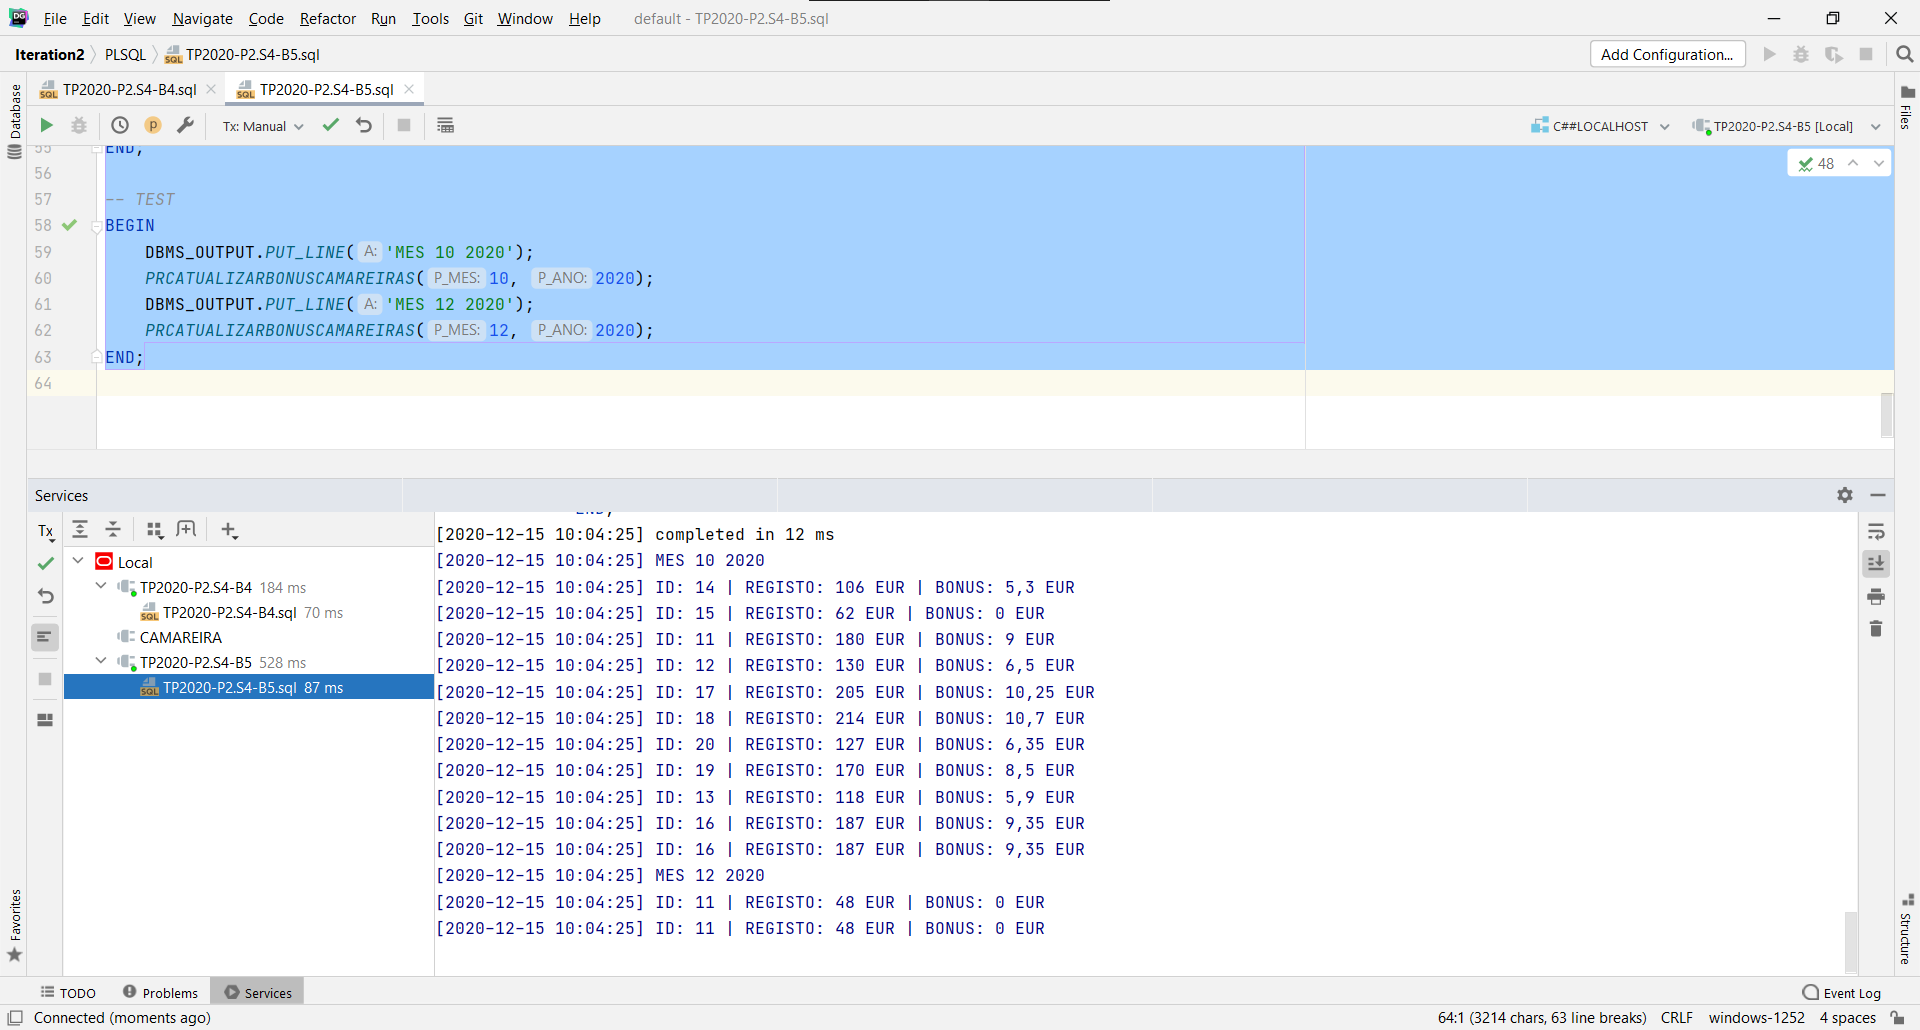 File Edit View Navigate Code Refactor Run Tools Git Window Help default - TP2020-P2.S4-B5.sql
Iteration2 PLSQL TP2020-P2.S4-B5.sql Add Configuration...
TP2020-P2.S4-B4.sql TP2020-P2.S4-B5.sql
Tx: Manual C##LOCALHOST TP2020-P2.S4-B5 [Local]
Database
Files
55 END;
56
57 -- TEST
58 BEGIN
59 DBMS_OUTPUT.PUT_LINE( A: 'MES 10 2020');
60 PRCATUALIZARBONUSCAMAREIRAS( P_MES: 10, P_ANO: 2020);
61 DBMS_OUTPUT.PUT_LINE( A: 'MES 12 2020');
62 PRCATUALIZARBONUSCAMAREIRAS( P_MES: 12, P_ANO: 2020);
63 END;
64
48
Services
Tx
Local
TP2020-P2.S4-B4 184 ms
TP2020-P2.S4-B4.sql 70 ms
CAMAREIRA
TP2020-P2.S4-B5 528 ms
TP2020-P2.S4-B5.sql 87 ms
END;
[2020-12-15 10:04:25] completed in 12 ms
[2020-12-15 10:04:25] MES 10 2020
[2020-12-15 10:04:25] ID: 14 | REGISTO: 106 EUR | BONUS: 5,3 EUR
[2020-12-15 10:04:25] ID: 15 | REGISTO: 62 EUR | BONUS: 0 EUR
[2020-12-15 10:04:25] ID: 11 | REGISTO: 180 EUR | BONUS: 9 EUR
[2020-12-15 10:04:25] ID: 12 | REGISTO: 130 EUR | BONUS: 6,5 EUR
[2020-12-15 10:04:25] ID: 17 | REGISTO: 205 EUR | BONUS: 10,25 EUR
[2020-12-15 10:04:25] ID: 18 | REGISTO: 214 EUR | BONUS: 10,7 EUR
[2020-12-15 10:04:25] ID: 20 | REGISTO: 127 EUR | BONUS: 6,35 EUR
[2020-12-15 10:04:25] ID: 19 | REGISTO: 170 EUR | BONUS: 8,5 EUR
[2020-12-15 10:04:25] ID: 13 | REGISTO: 118 EUR | BONUS: 5,9 EUR
[2020-12-15 10:04:25] ID: 16 | REGISTO: 187 EUR | BONUS: 9,35 EUR
[2020-12-15 10:04:25] ID: 16 | REGISTO: 187 EUR | BONUS: 9,35 EUR
[2020-12-15 10:04:25] MES 12 2020
[2020-12-15 10:04:25] ID: 11 | REGISTO: 48 EUR | BONUS: 0 EUR
[2020-12-15 10:04:25] ID: 11 | REGISTO: 48 EUR | BONUS: 0 EUR
Favorites
Structure
TODO Problems Services Event Log
Connected (moments ago) 64:1 (3214 chars, 63 line breaks) CRLF windows-1252 4 spaces